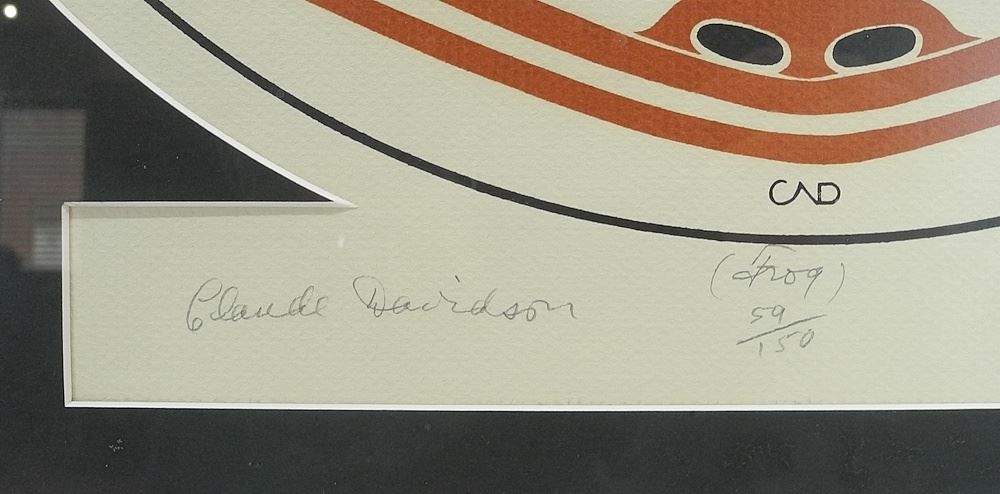 CAD
Claude Davidson
(Frog)
59/150